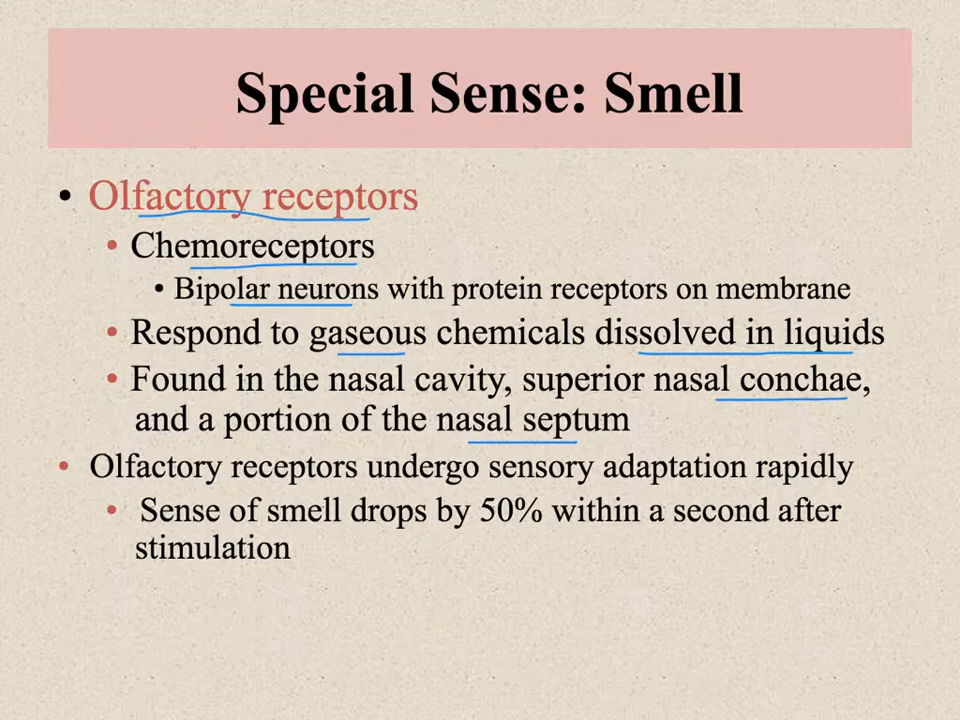 Special Sense: Smell
• Olfactory receptors
• Chemoreceptors
• Bipolar neurons with protein receptors on membrane
• Respond to gaseous chemicals dissolved in liquids
• Found in the nasal cavity, superior nasal conchae,
and a portion of the nasal septum
• Olfactory receptors undergo sensory adaptation rapidly
• Sense of smell drops by 50% within a second after
stimulation